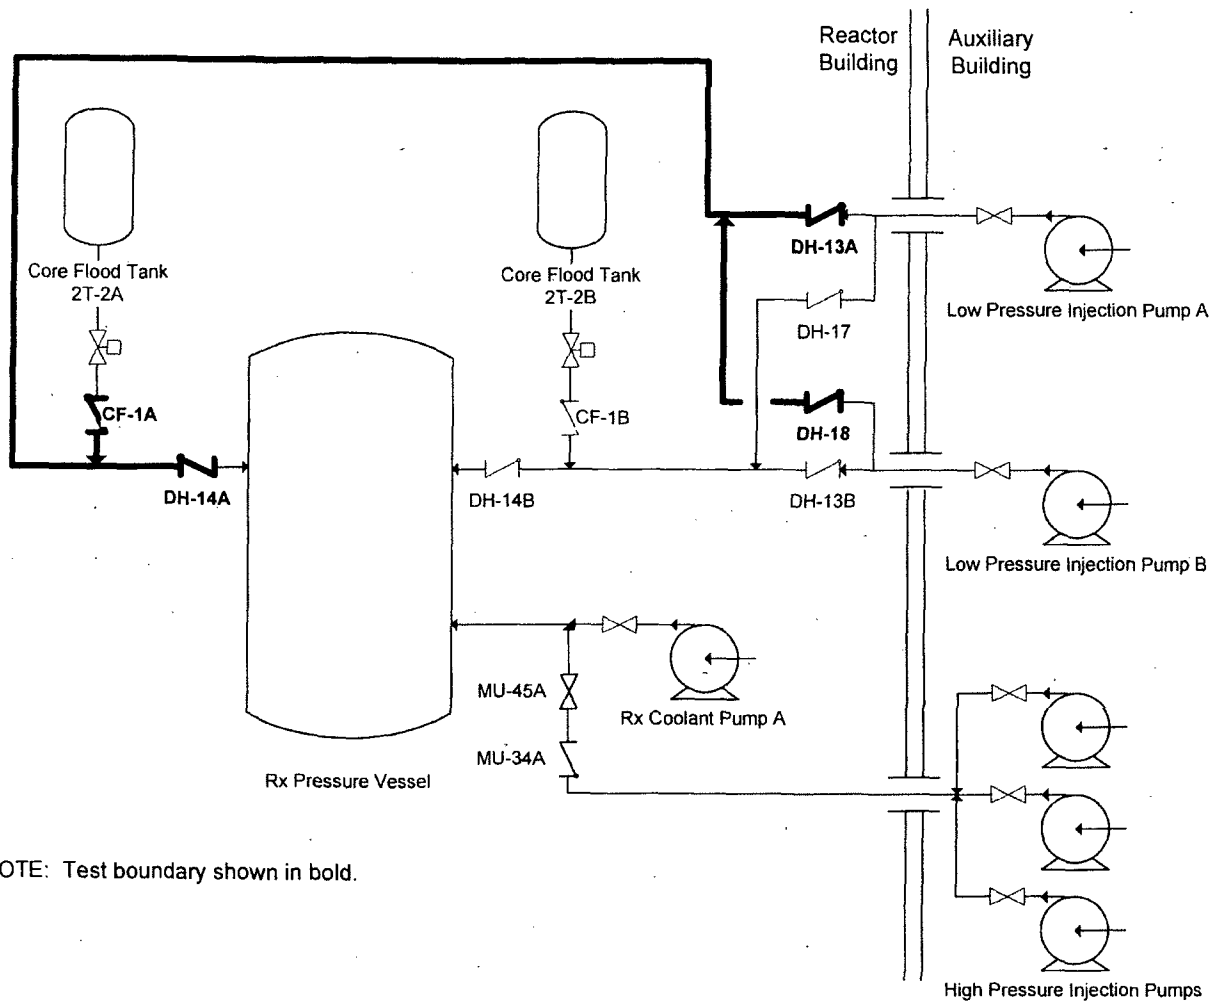 Reactor
Building
Auxiliary
Building
Core Flood Tank
2T-2A
Core Flood Tank
2T-2B
DH-13A
Low Pressure Injection Pump A
DH-17
CF-1A
CF-1B
DH-18
DH-14A
DH-14B
DH-13B
Low Pressure Injection Pump B
MU-45A
Rx Coolant Pump A
MU-34A
Rx Pressure Vessel
OTE: Test boundary shown in bold.
High Pressure Injection Pumps